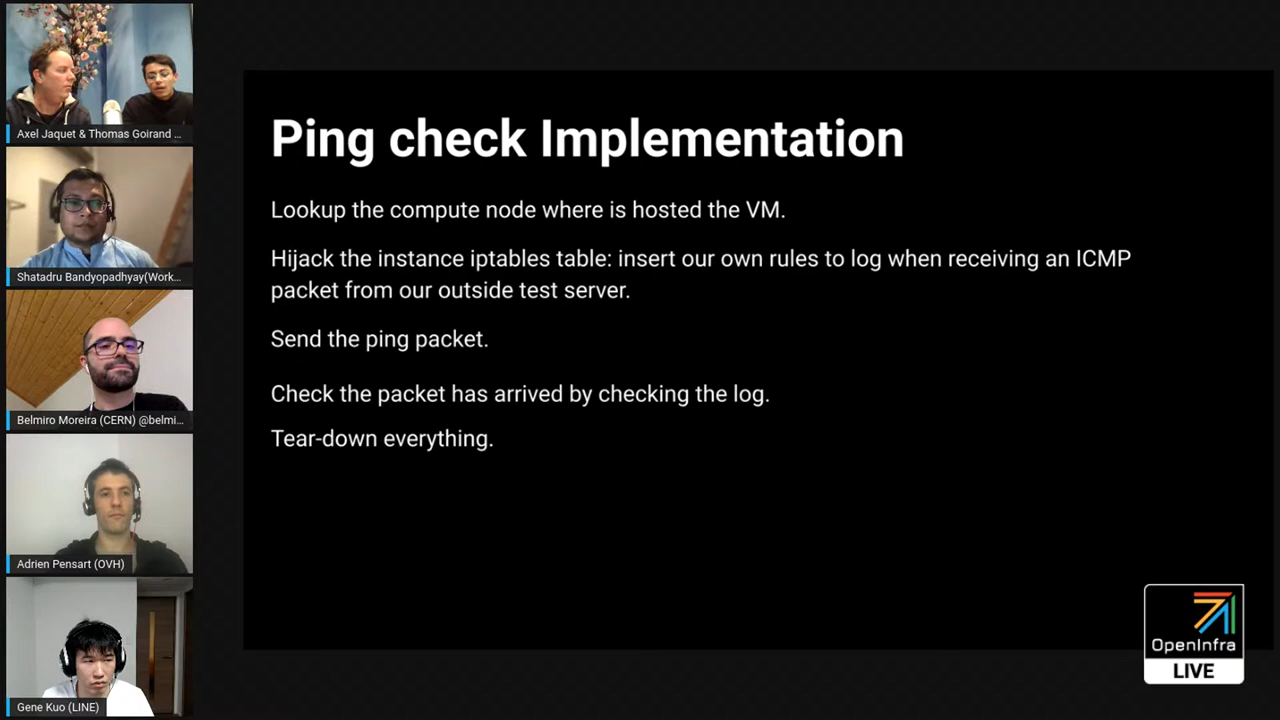 Axel Jaquet & Thomas Goirand ...
Shatadru Bandyopadhyay(Work...
Belmiro Moreira (CERN) @belmi...
Adrien Pensart (OVH)
Gene Kuo (LINE)
Ping check Implementation
Lookup the compute node where is hosted the VM.
Hijack the instance iptables table: insert our own rules to log when receiving an ICMP
packet from our outside test server.
Send the ping packet.
Check the packet has arrived by checking the log.
Tear-down everything.
OpenInfra
LIVE